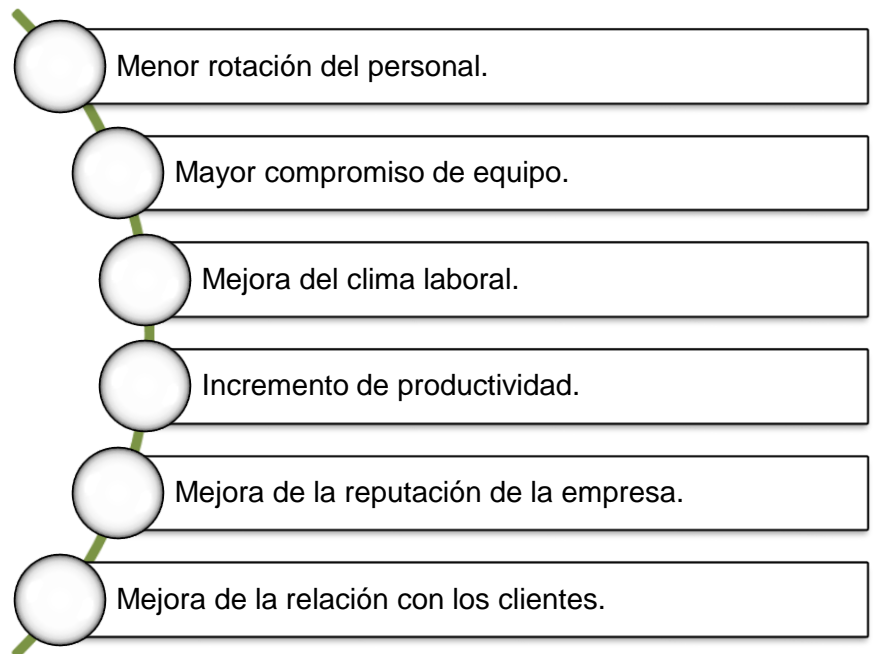 Menor rotación del personal.
Mayor compromiso de equipo.
Mejora del clima laboral.
Incremento de productividad.
Mejora de la reputación de la empresa.
Mejora de la relación con los clientes.